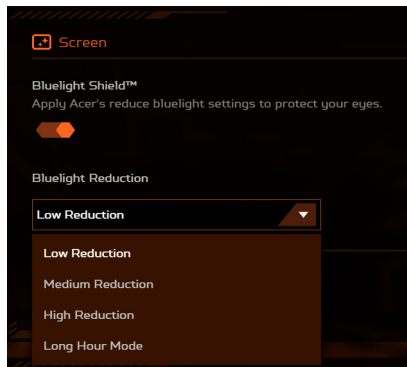 Screen
Bluelight Shield™
Apply Acer's reduce bluelight settings to protect your eyes.
Bluelight Reduction
Low Reduction
Low Reduction
Medium Reduction
High Reduction
Long Hour Mode